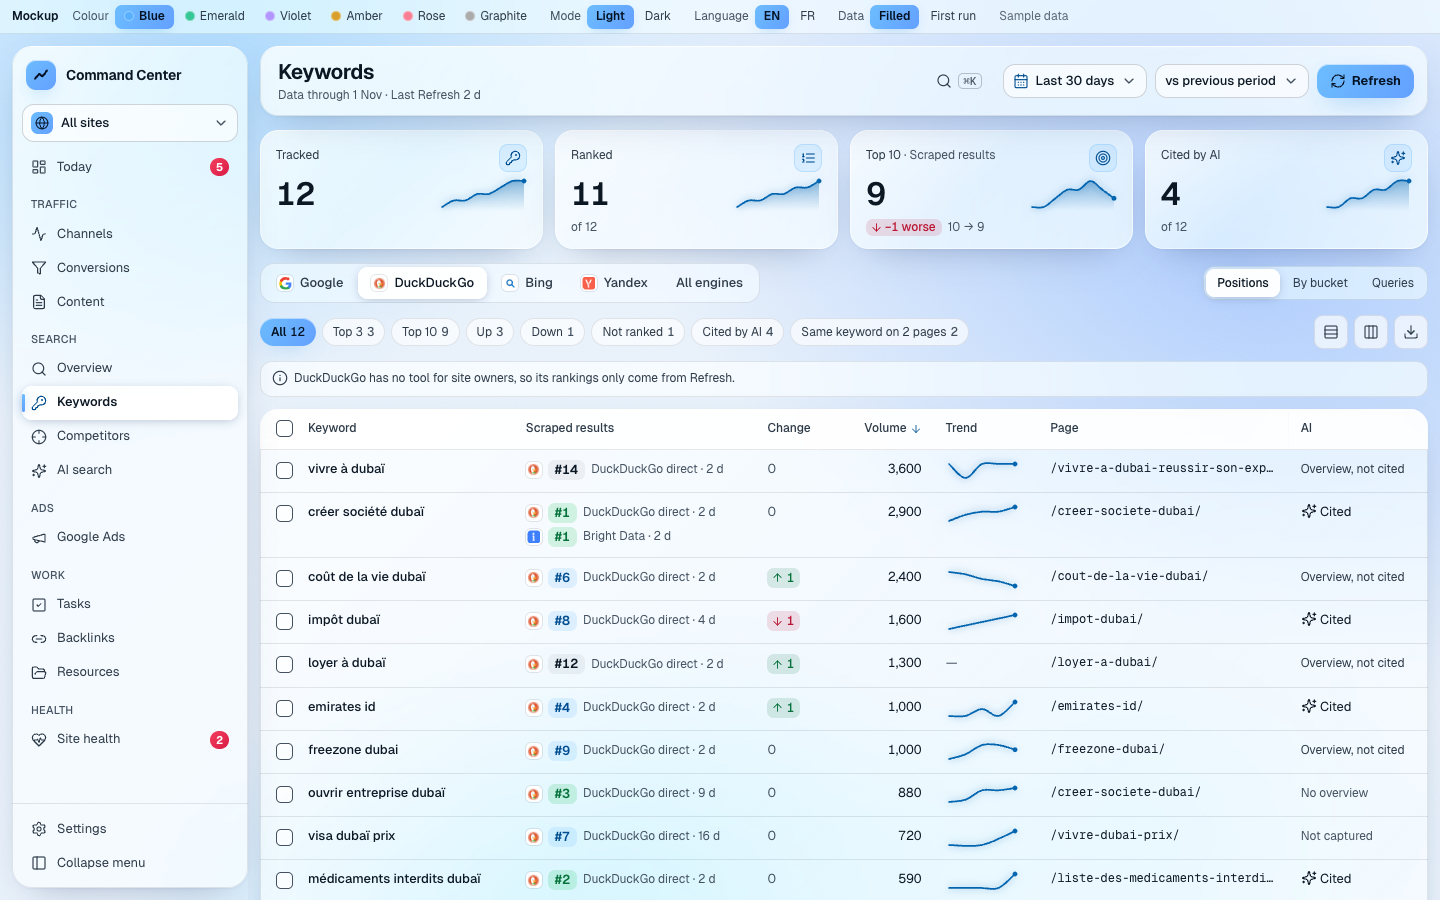 Mockup Colour Blue Emerald Violet Amber Rose Graphite Mode Light Dark Language EN FR Data Filled First run Sample data
Command Center
All sites
Today 5
TRAFFIC
Channels
Conversions
Content
SEARCH
Overview
Keywords
Competitors
AI search
ADS
Google Ads
WORK
Tasks
Backlinks
Resources
HEALTH
Site health 2
Settings
Collapse menu
Keywords
Data through 1 Nov · Last Refresh 2 d
⌘K Last 30 days vs previous period Refresh
Tracked
12
Ranked
11
of 12
Top 10 · Scraped results
9
↓ −1 worse 10 → 9
Cited by AI
4
of 12
Google DuckDuckGo Bing Yandex All engines
Positions By bucket Queries
All 12 Top 3 3 Top 10 9 Up 3 Down 1 Not ranked 1 Cited by AI 4 Same keyword on 2 pages 2
DuckDuckGo has no tool for site owners, so its rankings only come from Refresh.
Keyword Scraped results Change Volume ↓ Trend Page AI
vivre à dubaï #14 DuckDuckGo direct · 2 d 0 3,600 /vivre-a-dubai-reussir-son-exp… Overview, not cited
créer société dubaï #1 DuckDuckGo direct · 2 d 0 2,900 /creer-societe-dubai/ Cited
#1 Bright Data · 2 d
coût de la vie dubaï #6 DuckDuckGo direct · 2 d ↑ 1 2,400 /cout-de-la-vie-dubai/ Overview, not cited
impôt dubaï #8 DuckDuckGo direct · 4 d ↓ 1 1,600 /impot-dubai/ Cited
loyer à dubaï #12 DuckDuckGo direct · 2 d ↑ 1 1,300 — /loyer-a-dubai/ Overview, not cited
emirates id #4 DuckDuckGo direct · 2 d ↑ 1 1,000 /emirates-id/ Cited
freezone dubai #9 DuckDuckGo direct · 2 d 0 1,000 /freezone-dubai/ Overview, not cited
ouvrir entreprise dubaï #3 DuckDuckGo direct · 9 d 0 880 /creer-societe-dubai/ No overview
visa dubaï prix #7 DuckDuckGo direct · 16 d 0 720 /vivre-dubai-prix/ Not captured
médicaments interdits dubaï #2 DuckDuckGo direct · 2 d 0 590 /liste-des-medicaments-interdi… Cited